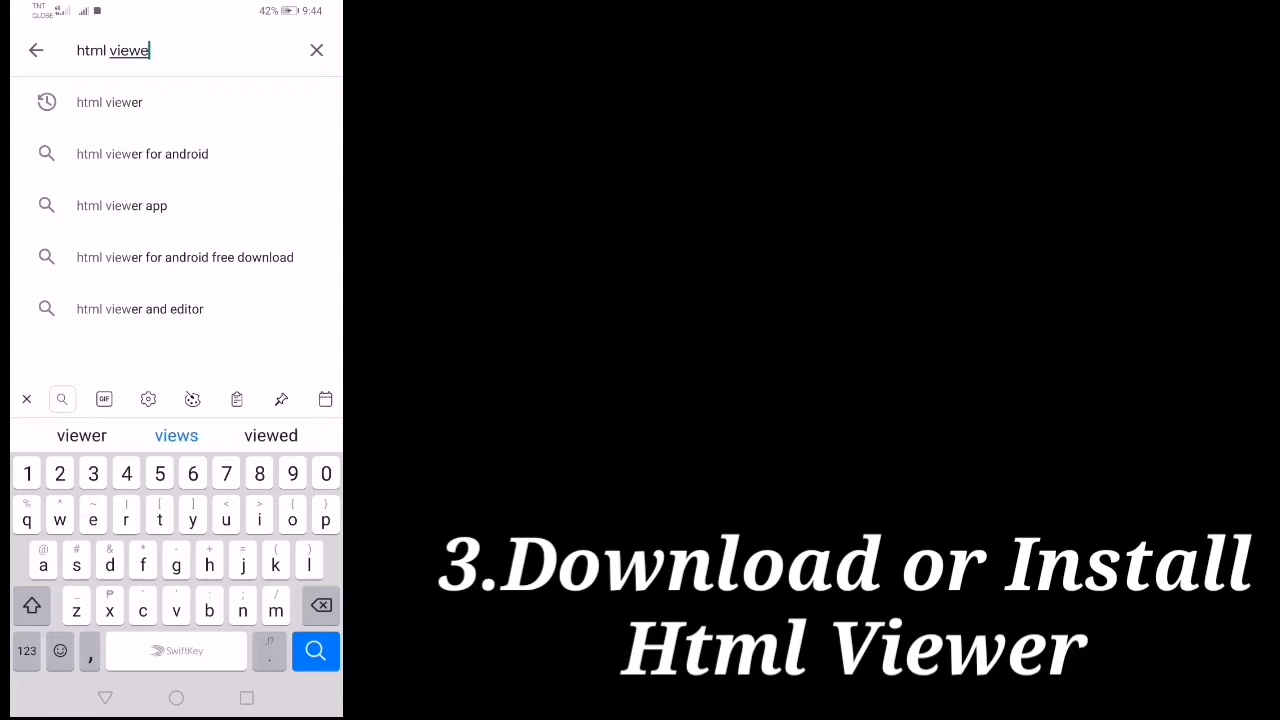 TNT
GLOBE
42% 9:44
html viewe
html viewer
html viewer for android
html viewer app
html viewer for android free download
html viewer and editor
GIF
viewer views viewed
1 2 3 4 5 6 7 8 9 0
% ^ ~ | [ ] < > { }
q w e r t y u i o p
@ # & * - + = ( )
a s d f g h j k l
_ ₱ " ' : ; /
z x c v b n m
123 , SwiftKey ,!? .
3.Download or Install
Html Viewer